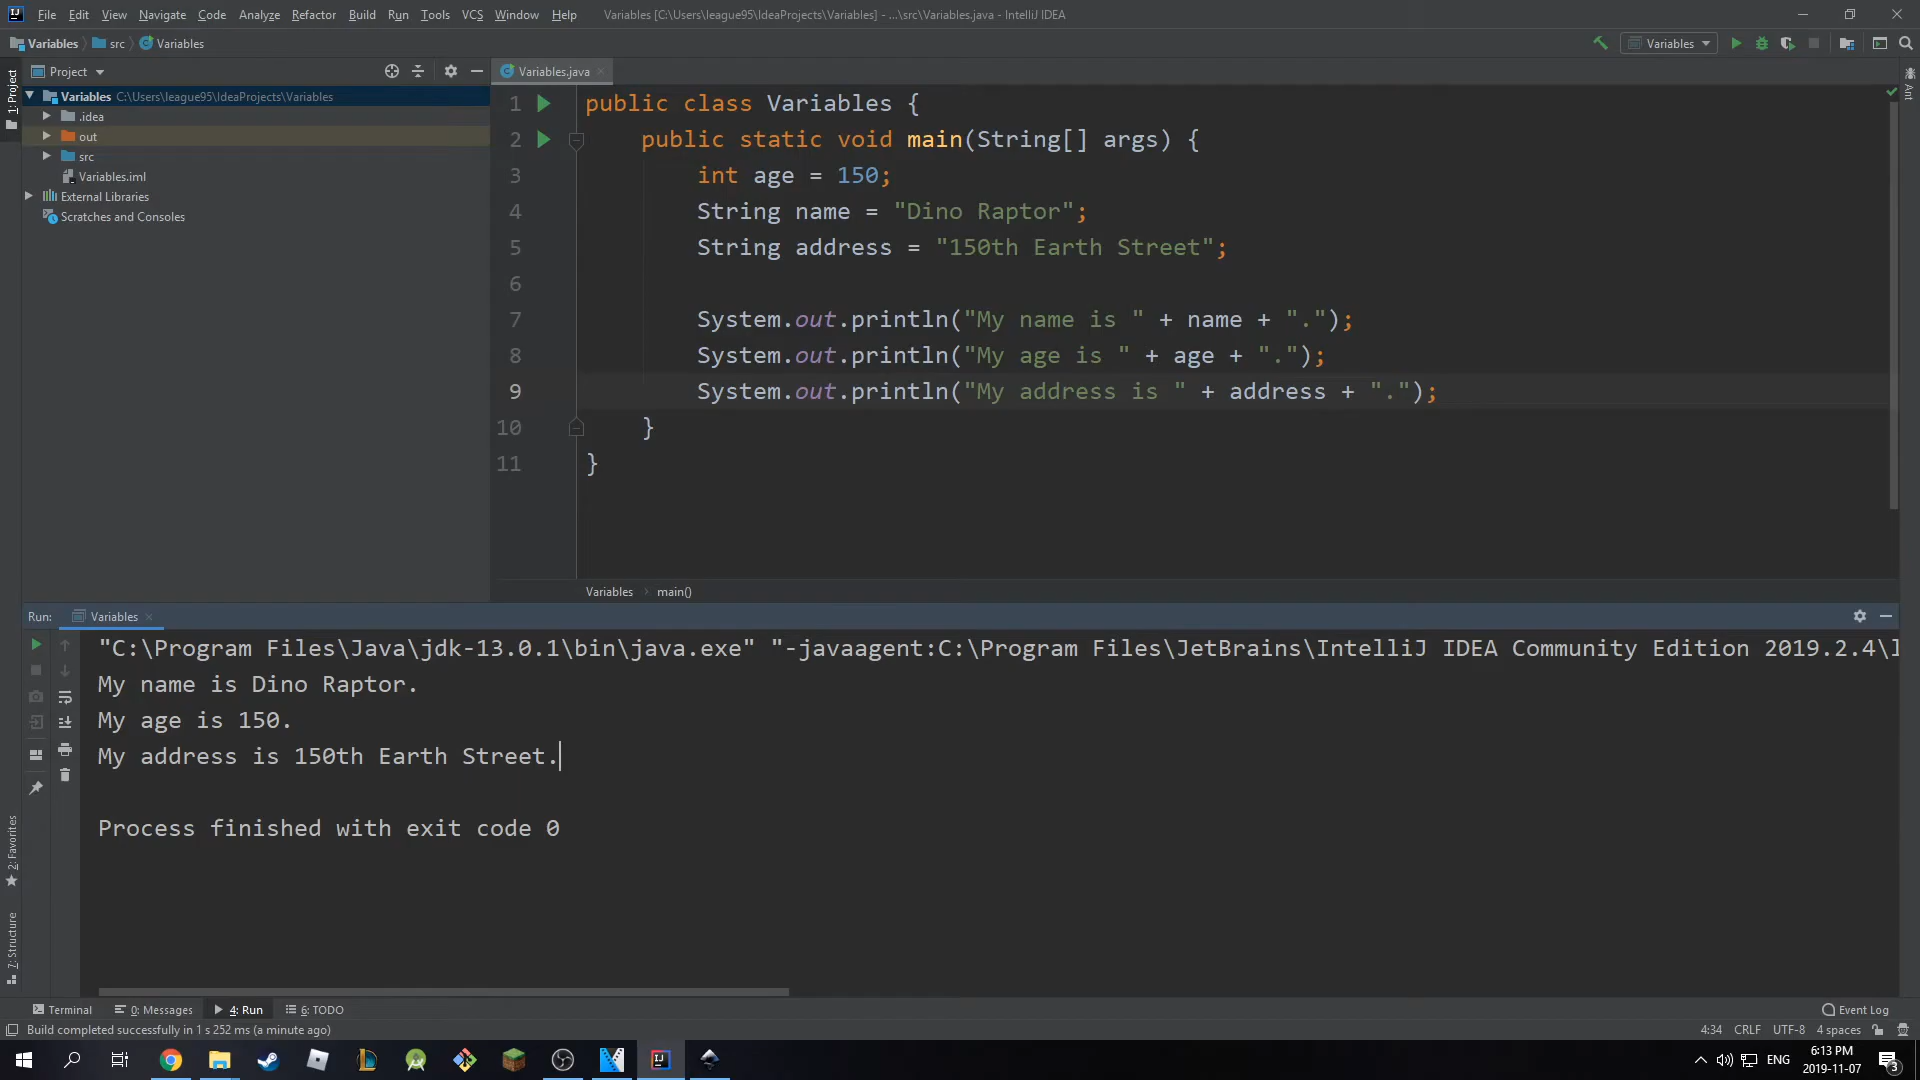 File Edit View Navigate Code Analyze Refactor Build Run Tools VCS Window Help Variables [C:\Users\league95\IdeaProjects\Variables] - ...\src\Variables.java - IntelliJ IDEA
Variables src Variables
Variables
Project
Variables.java
1: Project
Ant
Variables C:\Users\league95\IdeaProjects\Variables
.idea
out
src
Variables.iml
External Libraries
Scratches and Consoles
1 public class Variables {
2 public static void main(String[] args) {
3 int age = 150;
4 String name = "Dino Raptor";
5 String address = "150th Earth Street";
6
7 System.out.println("My name is " + name + ".");
8 System.out.println("My age is " + age + ".");
9 System.out.println("My address is " + address + ".");
10 }
11 }
Variables main()
Run: Variables
"C:\Program Files\Java\jdk-13.0.1\bin\java.exe" "-javaagent:C:\Program Files\JetBrains\IntelliJ IDEA Community Edition 2019.2.4\l
My name is Dino Raptor.
My age is 150.
My address is 150th Earth Street.
Process finished with exit code 0
2: Favorites
7: Structure
Terminal 0: Messages 4: Run 6: TODO Event Log
Build completed successfully in 1 s 252 ms (a minute ago) 4:34 CRLF UTF-8 4 spaces
ENG 6:13 PM
2019-11-07
3